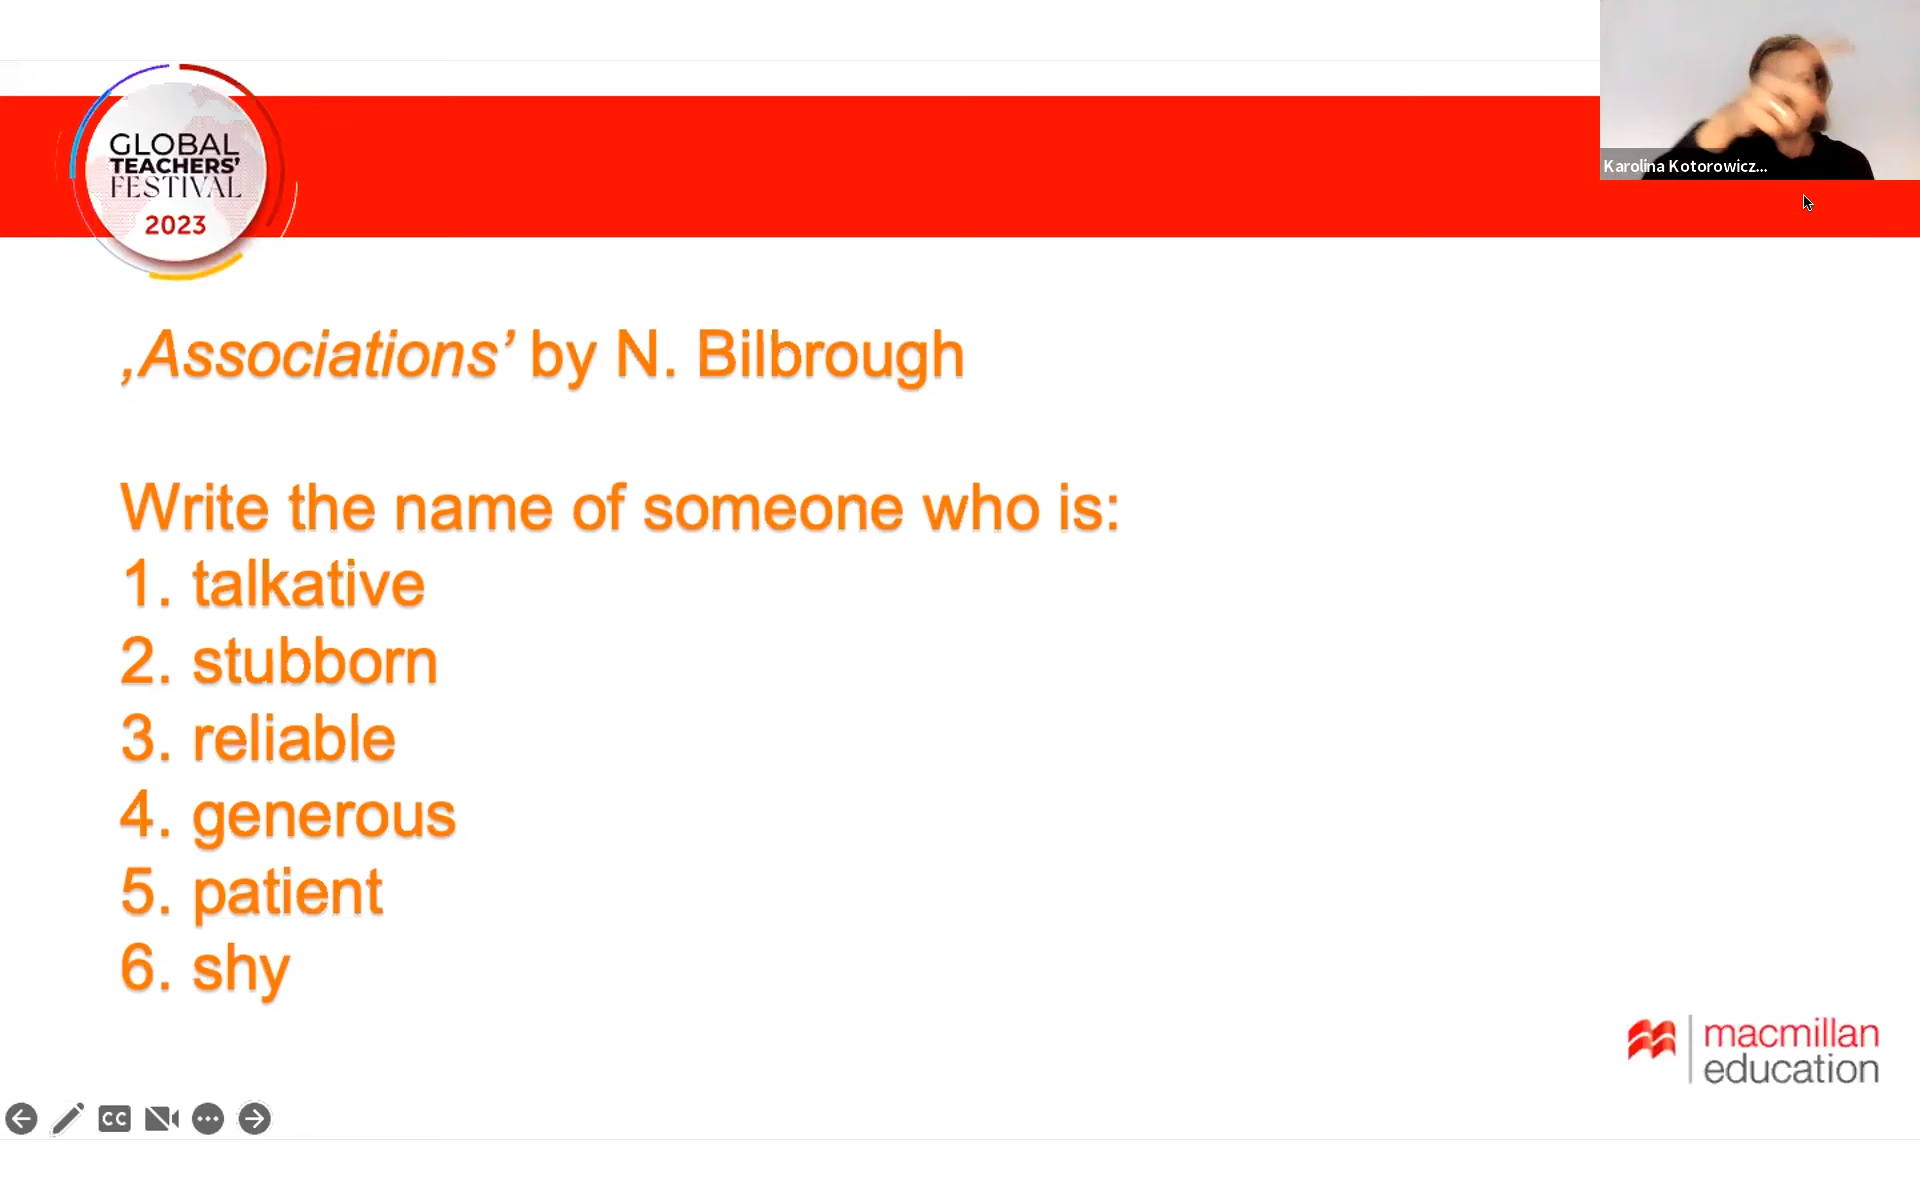 Karolina Kotorowicz...
GLOBAL
TEACHERS'
FESTIVAL
2023
‚Associations’ by N. Bilbrough
Write the name of someone who is:
1. talkative
2. stubborn
3. reliable
4. generous
5. patient
6. shy
macmillan
education
CC